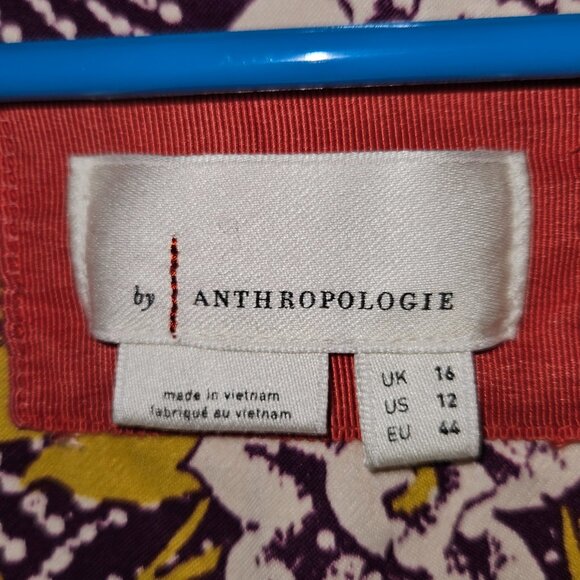 by ANTHROPOLOGIE
made in vietnam
fabriqué au vietnam
UK 16
US 12
EU 44